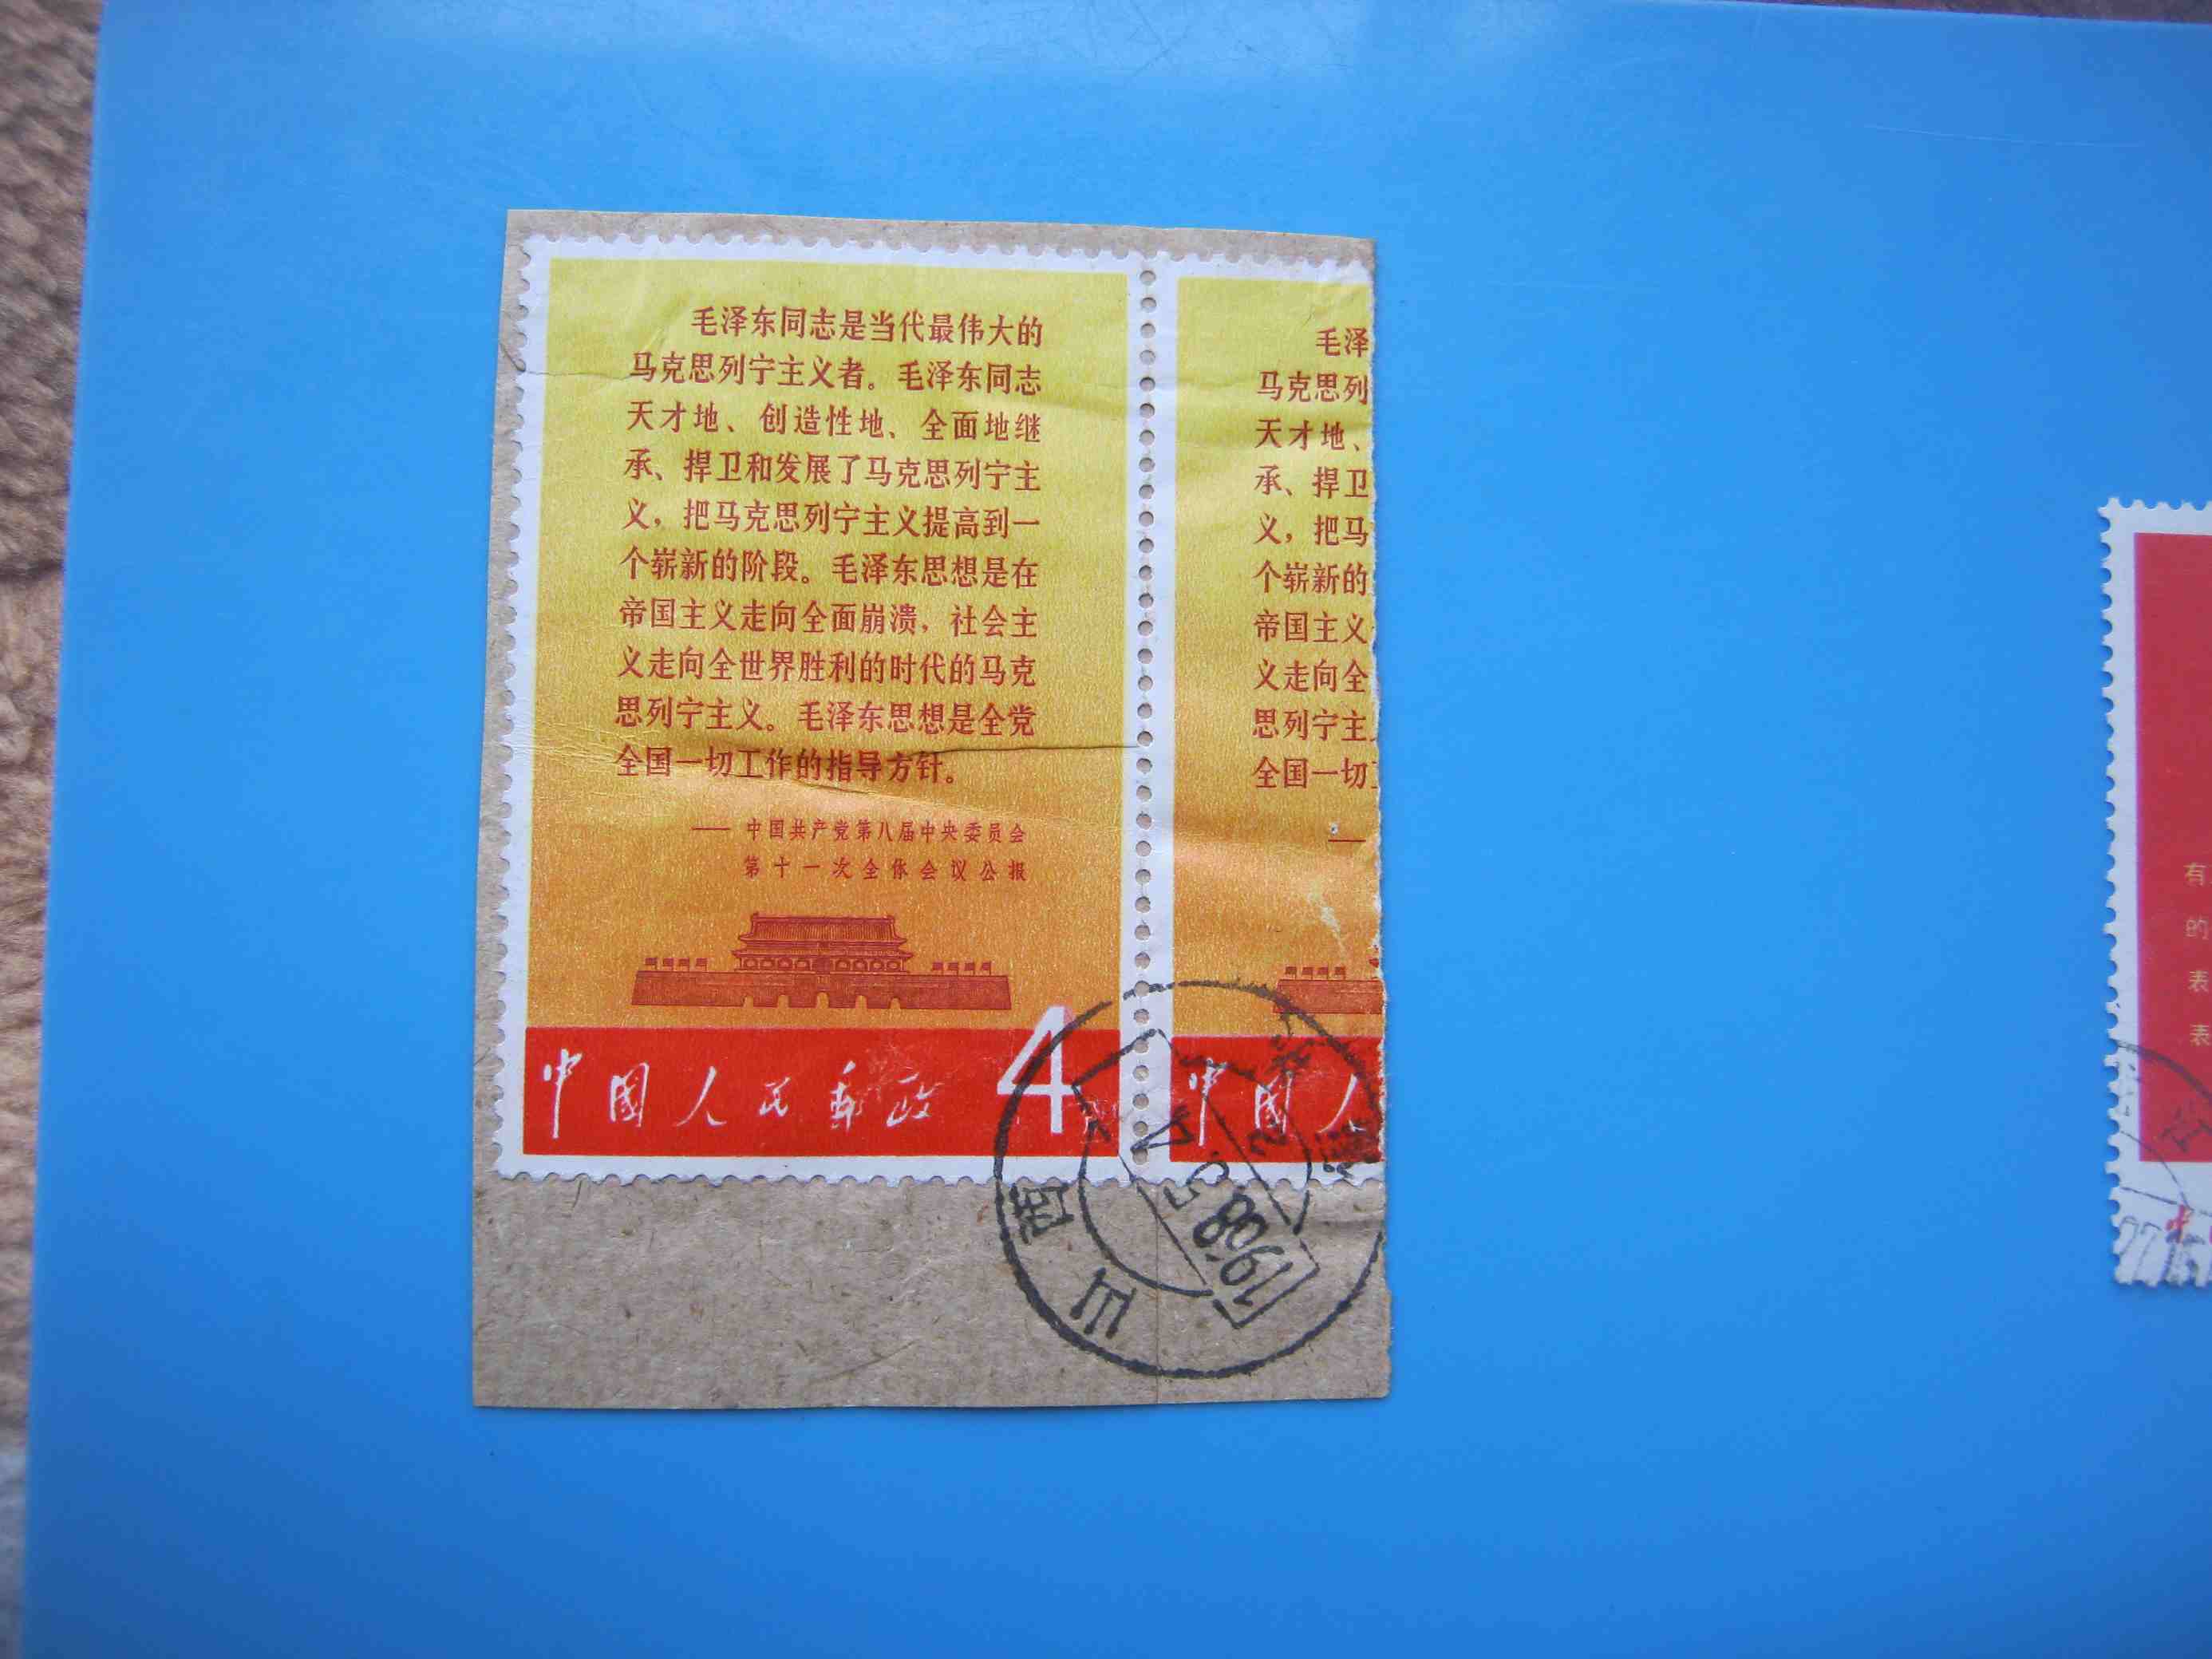 毛泽东同志是当代最伟大的
马克思列宁主义者。毛泽东同志
天才地、创造性地、全面地继
承、捍卫和发展了马克思列宁主
义，把马克思列宁主义提高到一
个崭新的阶段。毛泽东思想是在
帝国主义走向全面崩溃，社会主
义走向全世界胜利的时代的马克
思列宁主义。毛泽东思想是全党
全国一切工作的指导方针。
—— 中国共产党第八届中央委员会
第十一次全体会议公报
中國人民郵政 4
毛泽
马克思列
天才地、
承、捍卫
义，把马
个崭新的
帝国主义
义走向全
思列宁主
全国一切
—
中國人
山西
1968.5.
有
的
表
表